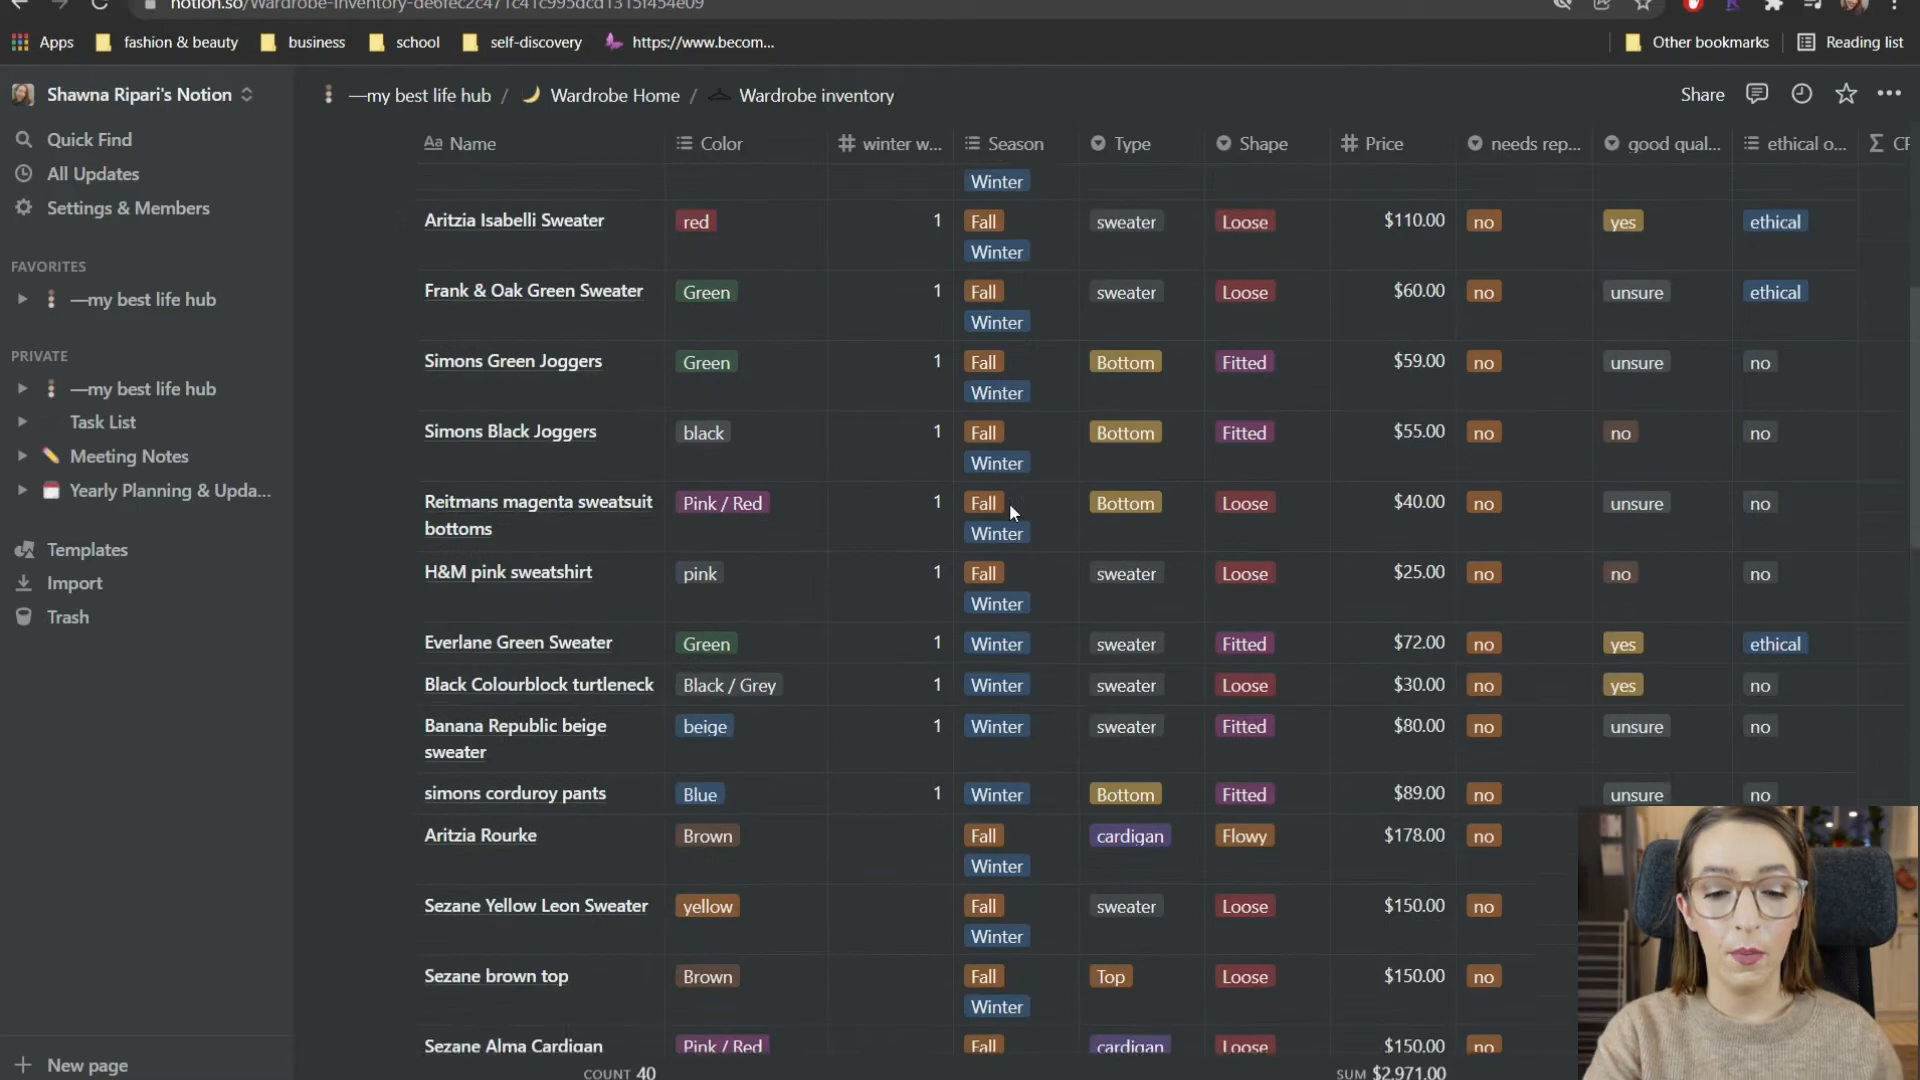 notion.so/Wardrobe-inventory-de6fec2c471c41c995dcd1315f454e09
Apps fashion & beauty business school self-discovery https://www.becom... Other bookmarks Reading list
Shawna Ripari's Notion
—my best life hub / Wardrobe Home / Wardrobe inventory Share
Quick Find
All Updates
Settings & Members
FAVORITES
—my best life hub
PRIVATE
—my best life hub
Task List
Meeting Notes
Yearly Planning & Upda...
Templates
Import
Trash
New page
Name Color winter w... Season Type Shape Price needs rep... good qual... ethical o...
Winter
Aritzia Isabelli Sweater red 1 Fall sweater Loose $110.00 no yes ethical
Winter
Frank & Oak Green Sweater Green 1 Fall sweater Loose $60.00 no unsure ethical
Winter
Simons Green Joggers Green 1 Fall Bottom Fitted $59.00 no unsure no
Winter
Simons Black Joggers black 1 Fall Bottom Fitted $55.00 no no no
Winter
Reitmans magenta sweatsuit Pink / Red 1 Fall Bottom Loose $40.00 no unsure no
bottoms Winter
H&M pink sweatshirt pink 1 Fall sweater Loose $25.00 no no no
Winter
Everlane Green Sweater Green 1 Winter sweater Fitted $72.00 no yes ethical
Black Colourblock turtleneck Black / Grey 1 Winter sweater Loose $30.00 no yes no
Banana Republic beige beige 1 Winter sweater Fitted $80.00 no unsure no
sweater
simons corduroy pants Blue 1 Winter Bottom Fitted $89.00 no unsure no
Aritzia Rourke Brown Fall cardigan Flowy $178.00 no
Winter
Sezane Yellow Leon Sweater yellow Fall sweater Loose $150.00 no
Winter
Sezane brown top Brown Fall Top Loose $150.00 no
Winter
Sezane Alma Cardigan Pink / Red Fall cardigan Loose $150.00 no
COUNT 40 SUM $2,971.00